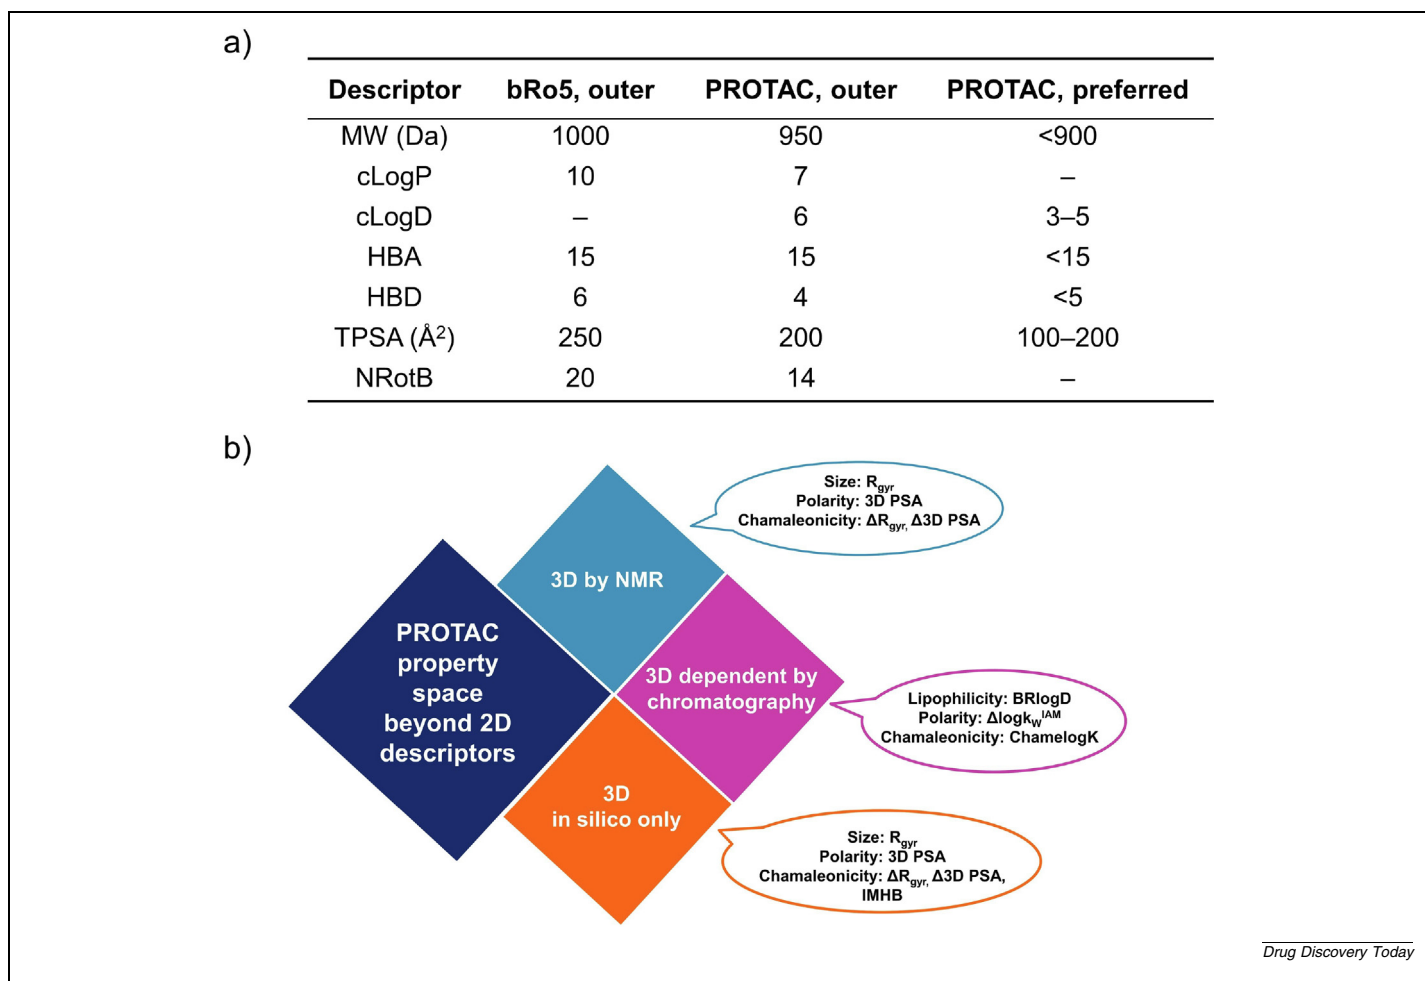 a)
Descriptor bRo5, outer PROTAC, outer PROTAC, preferred
MW (Da) 1000 950 <900
cLogP 10 7 –
cLogD – 6 3–5
HBA 15 15 <15
HBD 6 4 <5
TPSA (Å²) 250 200 100–200
NRotB 20 14 –
b)
PROTAC
property
space
beyond 2D
descriptors
3D by NMR
Size: Rgyr
Polarity: 3D PSA
Chamaleonicity: ΔRgyr, Δ3D PSA
3D dependent by
chromatography
Lipophilicity: BRlogD
Polarity: ΔlogkW^IAM
Chamaleonicity: ChamelogK
3D
in silico only
Size: Rgyr
Polarity: 3D PSA
Chamaleonicity: ΔRgyr, Δ3D PSA,
IMHB
Drug Discovery Today